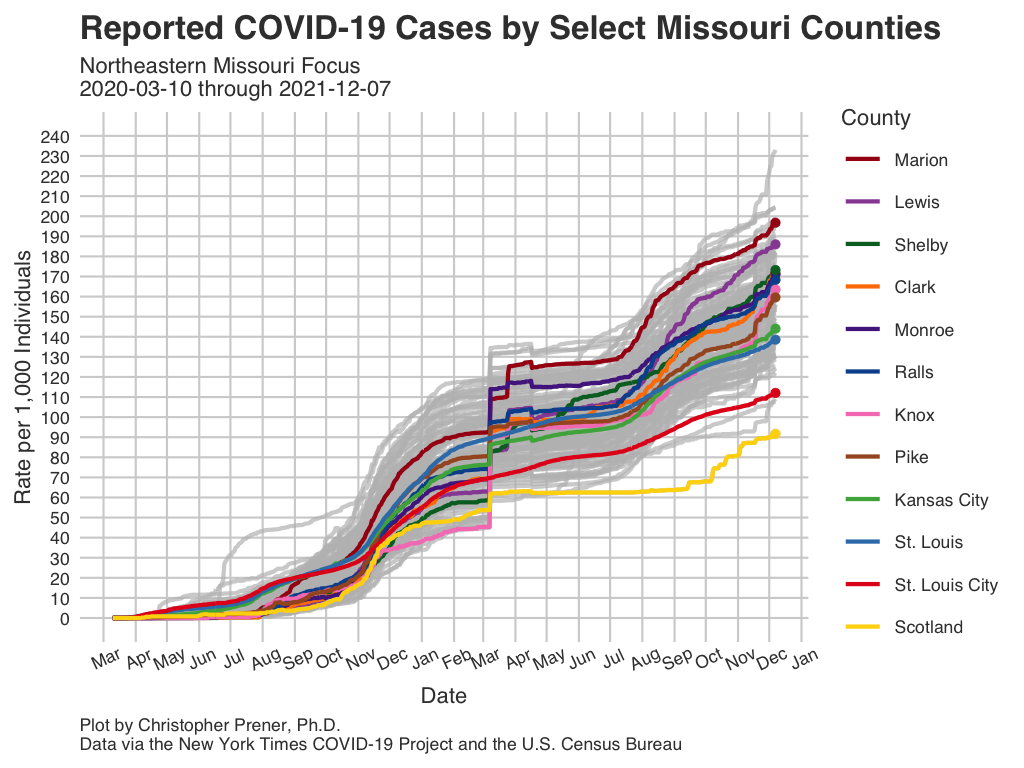 Reported COVID-19 Cases by Select Missouri Counties
Northeastern Missouri Focus
2020-03-10 through 2021-12-07
County
Marion
Lewis
Shelby
Clark
Monroe
Ralls
Knox
Pike
Kansas City
St. Louis
St. Louis City
Scotland
Rate per 1,000 Individuals
240
230
220
210
200
190
180
170
160
150
140
130
120
110
100
90
80
70
60
50
40
30
20
10
0
Mar Apr May Jun Jul Aug Sep Oct Nov Dec Jan Feb Mar Apr May Jun Jul Aug Sep Oct Nov Dec Jan
Date
Plot by Christopher Prener, Ph.D.
Data via the New York Times COVID-19 Project and the U.S. Census Bureau